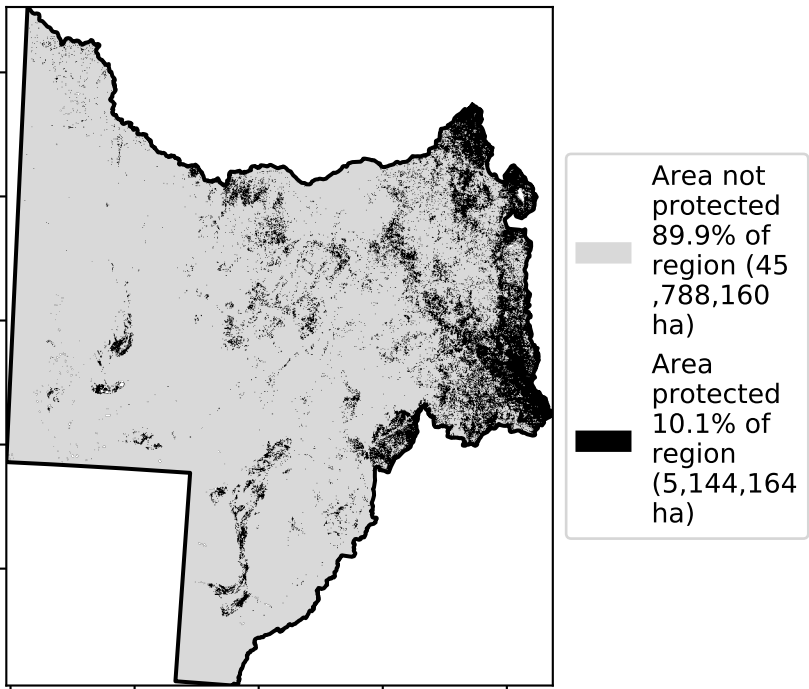 Area not
protected
89.9% of
region (45
,788,160
ha)
Area
protected
10.1% of
region
(5,144,164
ha)